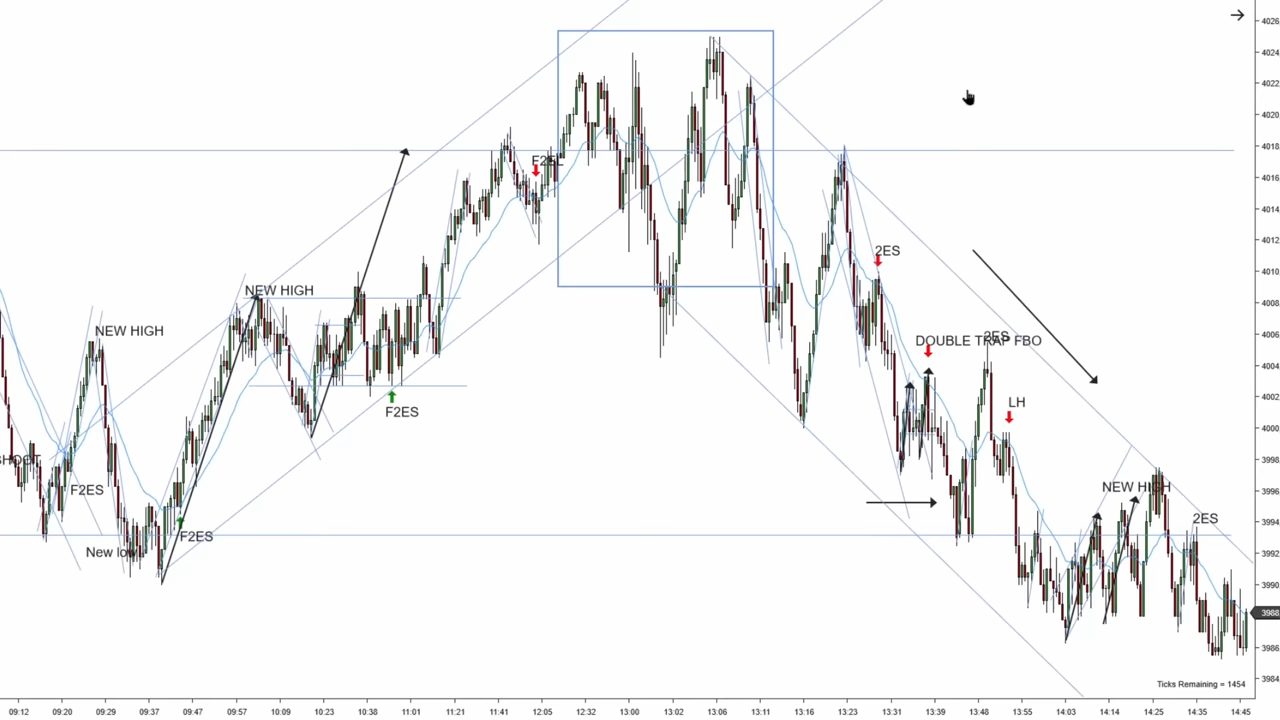 4026
4024
4022
4020
4018
4016
4014
4012
4010
4008
4006
4004
4002
4000
3998
3996
3994
3992
3990
3988
3986
3984
F2EL
NEW HIGH
2ES
NEW HIGH
2ES
DOUBLE TRAP FBO
LH
F2ES
F2ES
NEW HIGH
2ES
F2ES
New low
Ticks Remaining = 1454
09:12 09:20 09:29 09:37 09:47 09:57 10:09 10:23 10:38 11:01 11:21 11:41 12:05 12:32 13:00 13:02 13:06 13:11 13:16 13:23 13:31 13:39 13:48 13:55 14:05 14:14 14:25 14:35 14:45